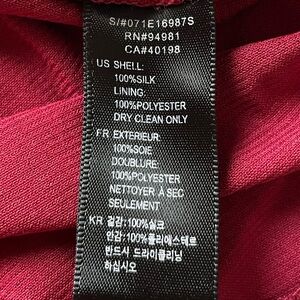 S/#071E16987S
RN#94981
CA#40198
US SHELL:
100%SILK
LINING:
100%POLYESTER
DRY CLEAN ONLY
FR EXTERIEUR:
100%SOIE
DOUBLURE:
100%POLYESTER
NETTOYER À SEC
SEULEMENT
KR 겉감:100%실크
안감:100%폴리에스테르
반드시 드라이클리닝
하십시오